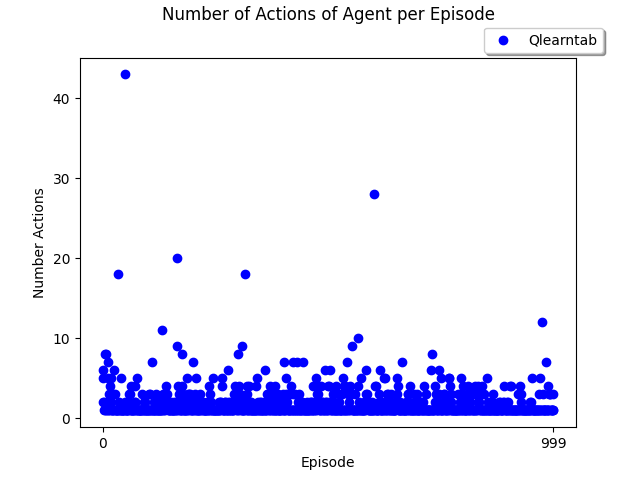 Number of Actions of Agent per Episode
Qlearntab
40
30
20
10
0
Number Actions
0 999
Episode